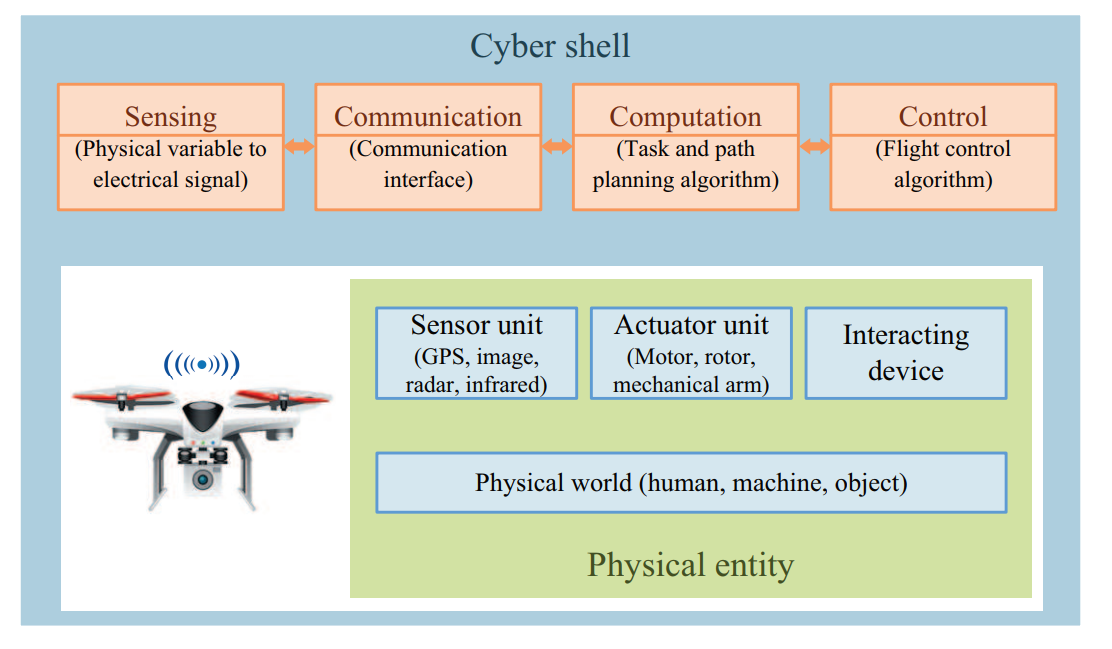 Cyber shell
Sensing
(Physical variable to
electrical signal)
Communication
(Communication
interface)
Computation
(Task and path
planning algorithm)
Control
(Flight control
algorithm)
Sensor unit
(GPS, image,
radar, infrared)
Actuator unit
(Motor, rotor,
mechanical arm)
Interacting
device
Physical world (human, machine, object)
Physical entity